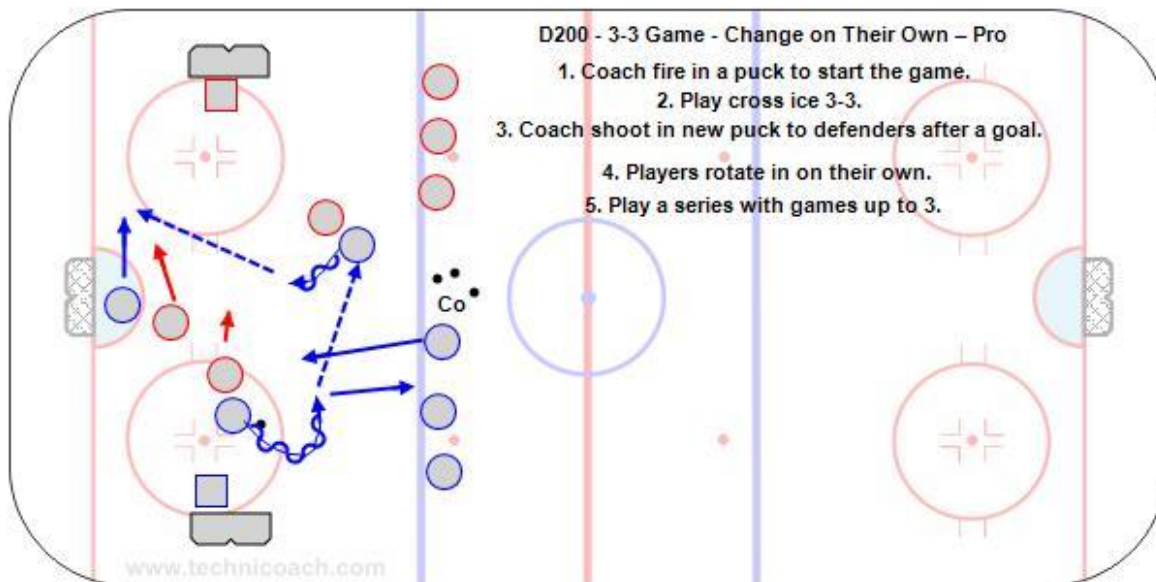 D200 - 3-3 Game - Change on Their Own – Pro
1. Coach fire in a puck to start the game.
2. Play cross ice 3-3.
3. Coach shoot in new puck to defenders after a goal.
4. Players rotate in on their own.
5. Play a series with games up to 3.
Co
www.technicoach.com